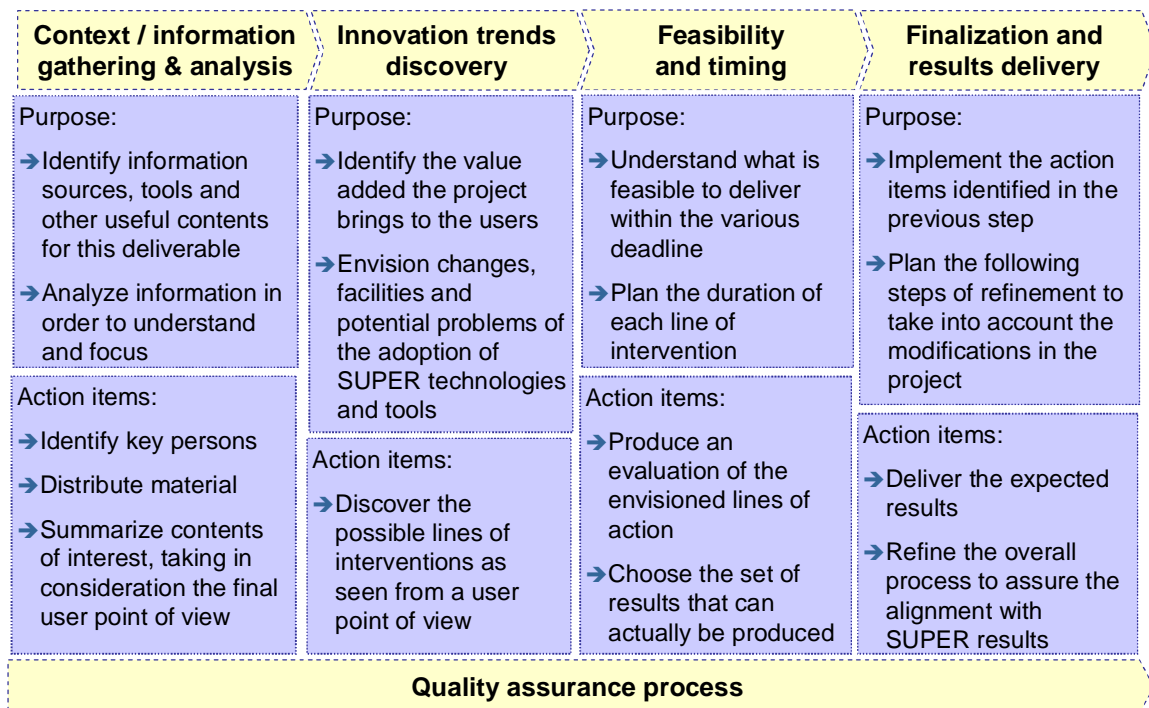 Context / information
gathering & analysis
Purpose:
➔Identify information
sources, tools and
other useful contents
for this deliverable
➔Analyze information in
order to understand
and focus
Action items:
➔Identify key persons
➔Distribute material
➔Summarize contents
of interest, taking in
consideration the final
user point of view
Innovation trends
discovery
Purpose:
➔Identify the value
added the project
brings to the users
➔Envision changes,
facilities and
potential problems of
the adoption of
SUPER technologies
and tools
Action items:
➔Discover the
possible lines of
interventions as
seen from a user
point of view
Feasibility
and timing
Purpose:
➔Understand what is
feasible to deliver
within the various
deadline
➔Plan the duration of
each line of
intervention
Action items:
➔Produce an
evaluation of the
envisioned lines of
action
➔Choose the set of
results that can
actually be produced
Finalization and
results delivery
Purpose:
➔Implement the action
items identified in the
previous step
➔Plan the following
steps of refinement to
take into account the
modifications in the
project
Action items:
➔Deliver the expected
results
➔Refine the overall
process to assure the
alignment with
SUPER results
Quality assurance process